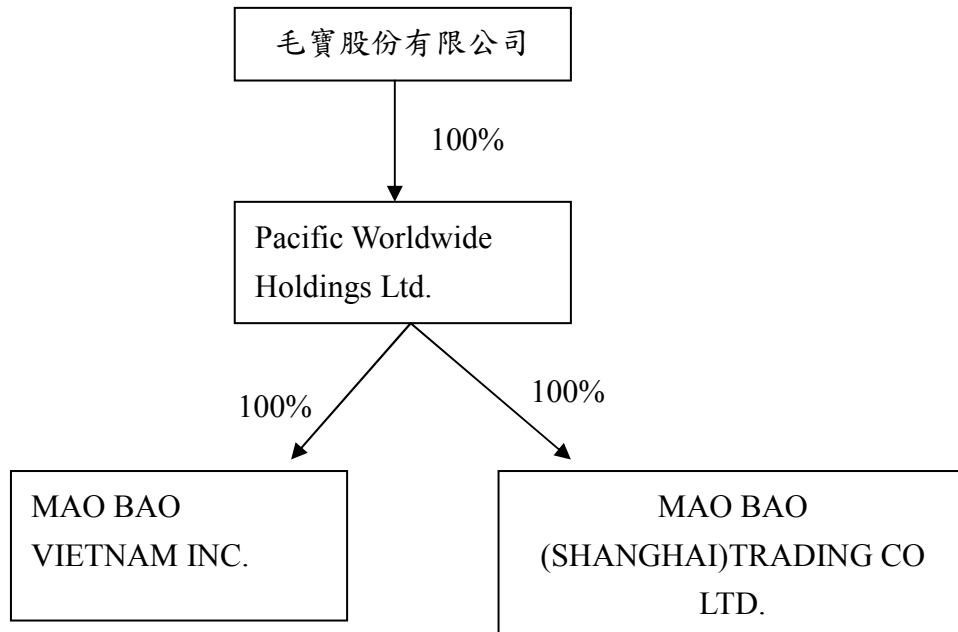 毛寶股份有限公司
100%
Pacific Worldwide
Holdings Ltd.
100%
100%
MAO BAO
VIETNAM INC.
MAO BAO
(SHANGHAI)TRADING CO
LTD.